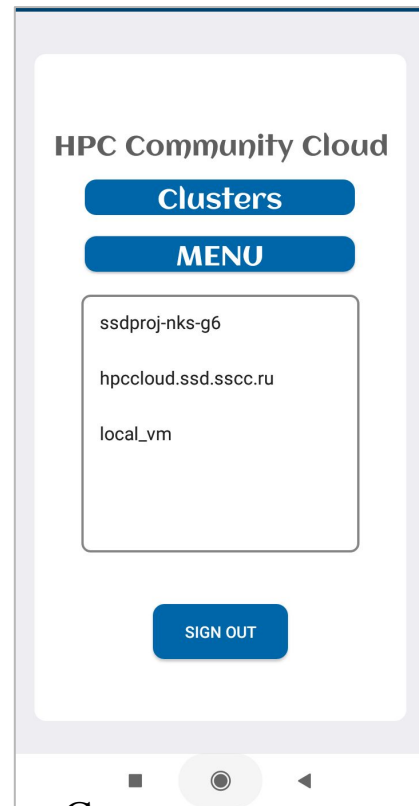 HPC Community Cloud
Clusters
MENU
ssdproj-nks-g6
hpccloud.ssd.sscc.ru
local_vm
SIGN OUT